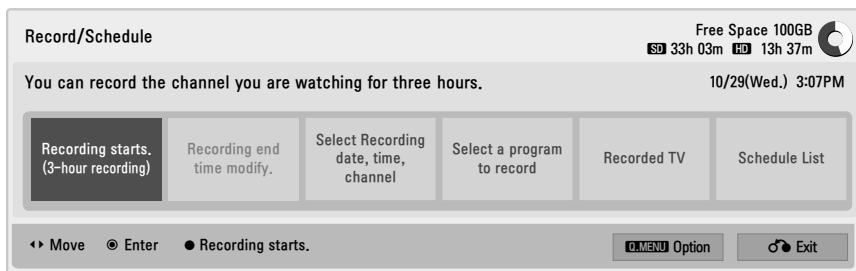 Record/Schedule
Free Space 100GB
SD 33h 03m HD 13h 37m
You can record the channel you are watching for three hours.
10/29(Wed.) 3:07PM
Recording starts.
(3-hour recording)
Recording end
time modify.
Select Recording
date, time,
channel
Select a program
to record
Recorded TV
Schedule List
Move
Enter
Recording starts.
Q.MENU Option
Exit